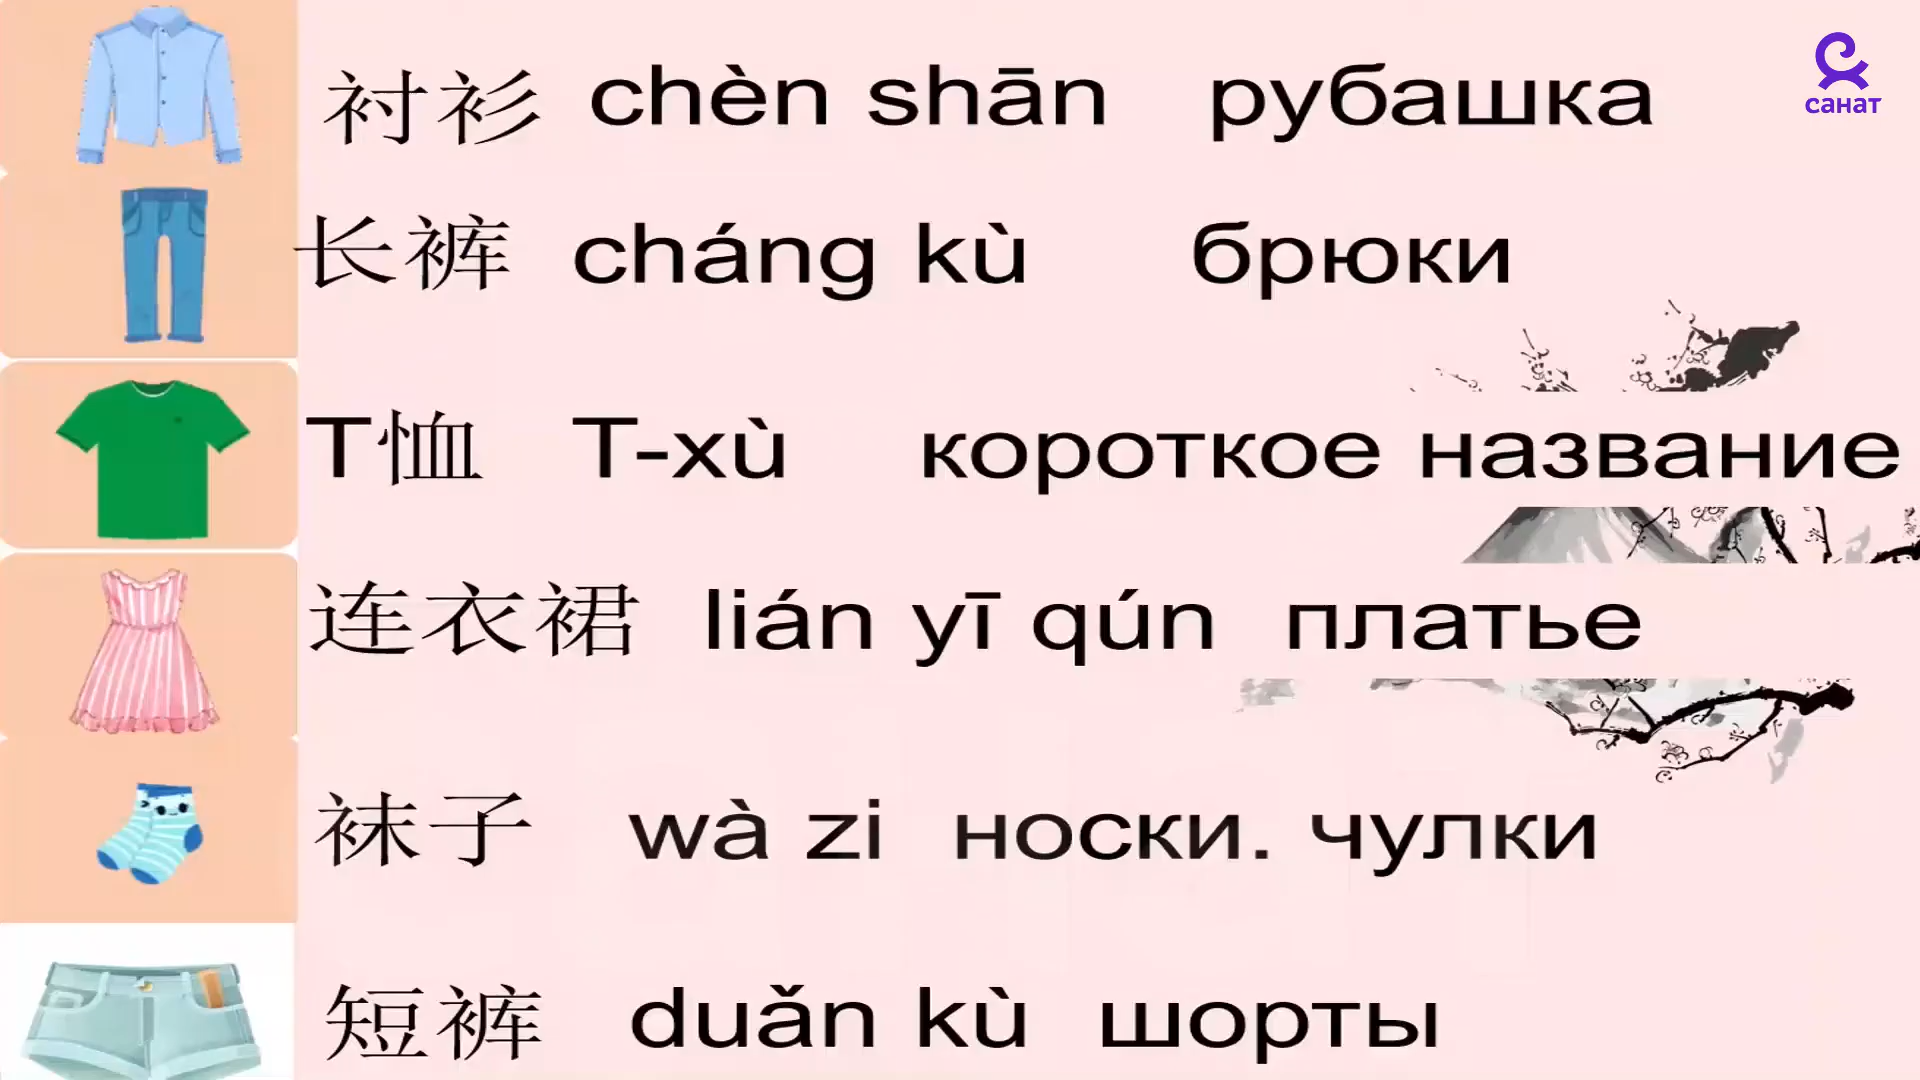 衬衫 chèn shān рубашка
санат
长裤 cháng kù брюки
T恤 T-xù короткое название
连衣裙 lián yī qún платье
袜子 wà zi носки. чулки
短裤 duǎn kù шорты